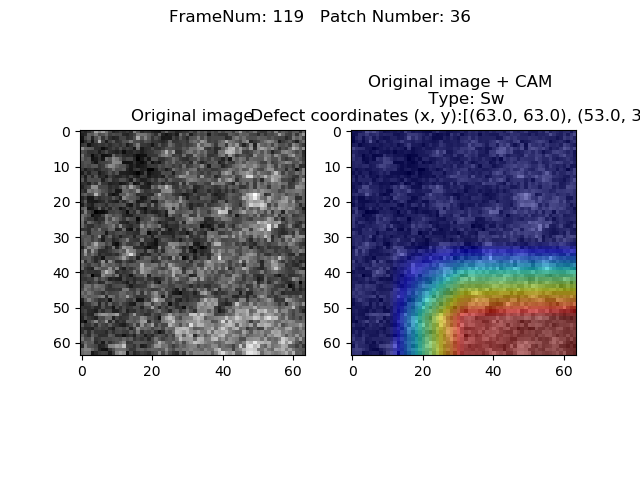 FrameNum: 119   Patch Number: 36
Original image + CAM
Type: Sw
Original image
Defect coordinates (x, y):[(63.0, 63.0), (53.0, 3
0
10
20
30
40
50
60
0 20 40 60
0
10
20
30
40
50
60
0 20 40 60